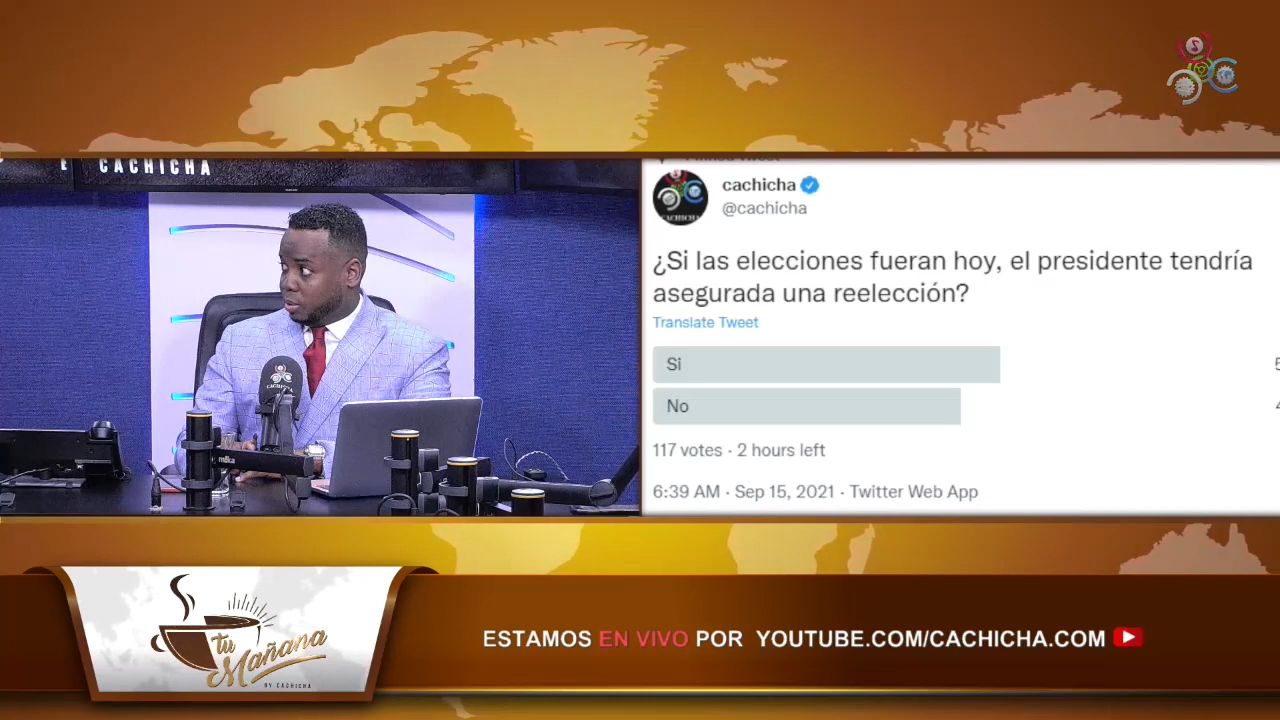 CACHICHA
cachicha
@cachicha
¿Si las elecciones fueran hoy, el presidente tendría
asegurada una reelección?
Translate Tweet
Si
No
117 votes · 2 hours left
6:39 AM · Sep 15, 2021 · Twitter Web App
CACHICHA
CACHICHA
tu
Mañana
BY CACHICHA
ESTAMOS EN VIVO POR YOUTUBE.COM/CACHICHA.COM